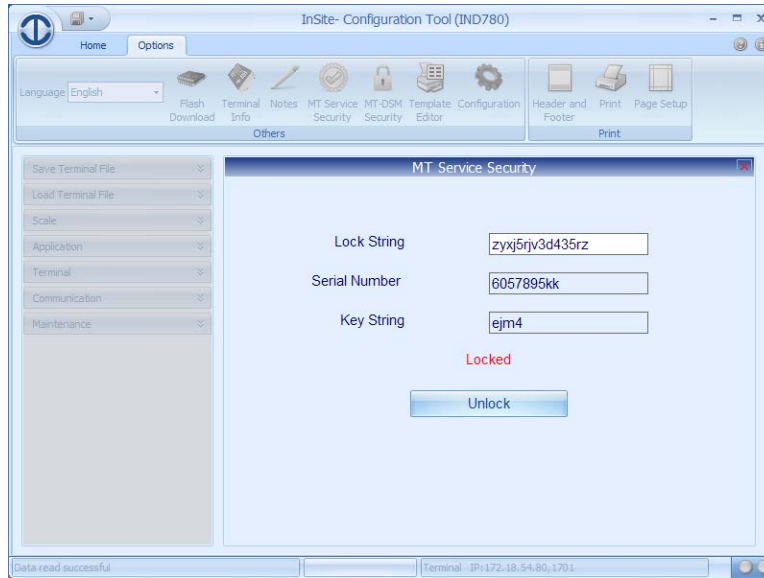 InSite- Configuration Tool (IND780)
Home Options
Language English
Flash Download
Terminal Info
Notes
MT Service Security
MT-DSM Security
Template Editor
Configuration
Header and Footer
Print
Page Setup
Others
Print
Save Terminal File
Load Terminal File
Scale
Application
Terminal
Communication
Maintenance
MT Service Security
Lock String zyxj5rjv3d435rz
Serial Number 6057895kk
Key String ejm4
Locked
Unlock
Data read successful
Terminal IP:172.18.54.80,1701